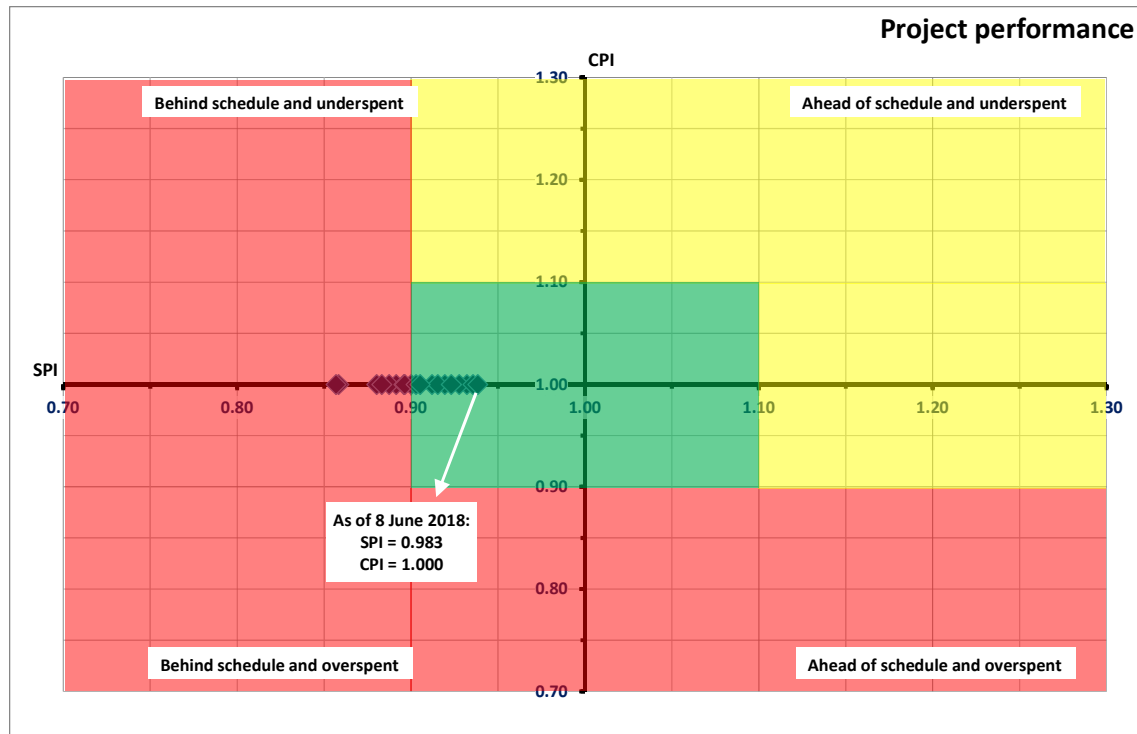 Project performance
CPI
1.30
Behind schedule and underspent
Ahead of schedule and underspent
1.20
1.10
SPI
1.00
0.70 0.80 0.90 1.00 1.10 1.20 1.30
0.90
As of 8 June 2018:
SPI = 0.983
CPI = 1.000
0.80
Behind schedule and overspent
Ahead of schedule and overspent
0.70